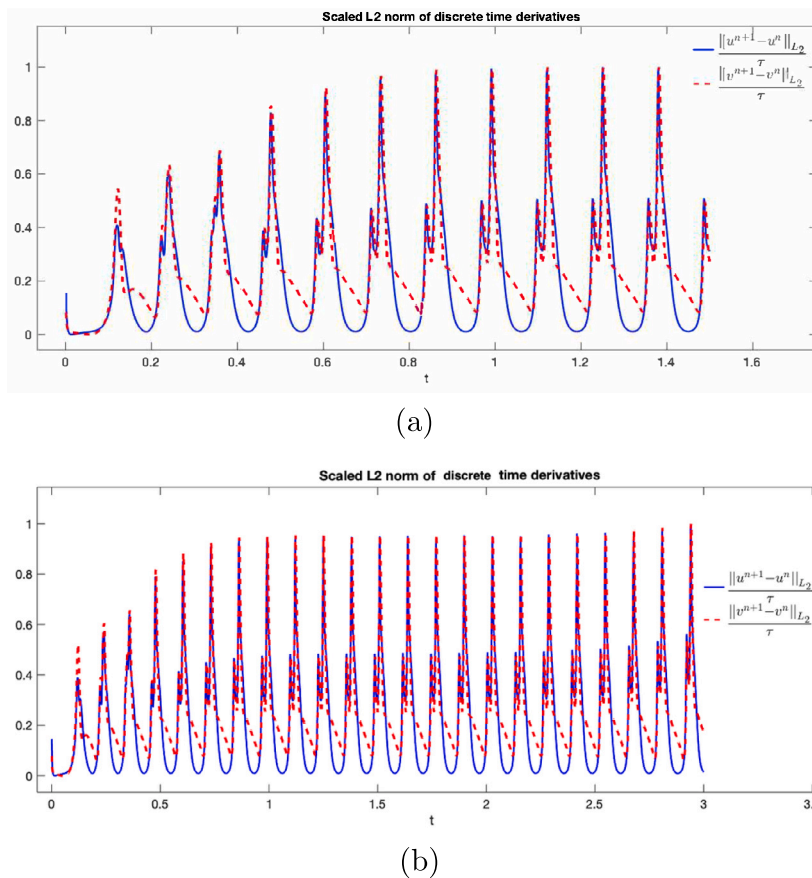 Scaled L2 norm of discrete time derivatives
||u^{n+1}−u^n||_{L_2}
τ
||v^{n+1}−v^n||_{L_2}
τ
1
0.8
0.6
0.4
0.2
0
0 0.2 0.4 0.6 0.8 1 1.2 1.4 1.6
t
(a)
Scaled L2 norm of discrete time derivatives
||u^{n+1}−u^n||_{L_2}
τ
||v^{n+1}−v^n||_{L_2}
τ
1
0.8
0.6
0.4
0.2
0
0 0.5 1 1.5 2 2.5 3
t
(b)